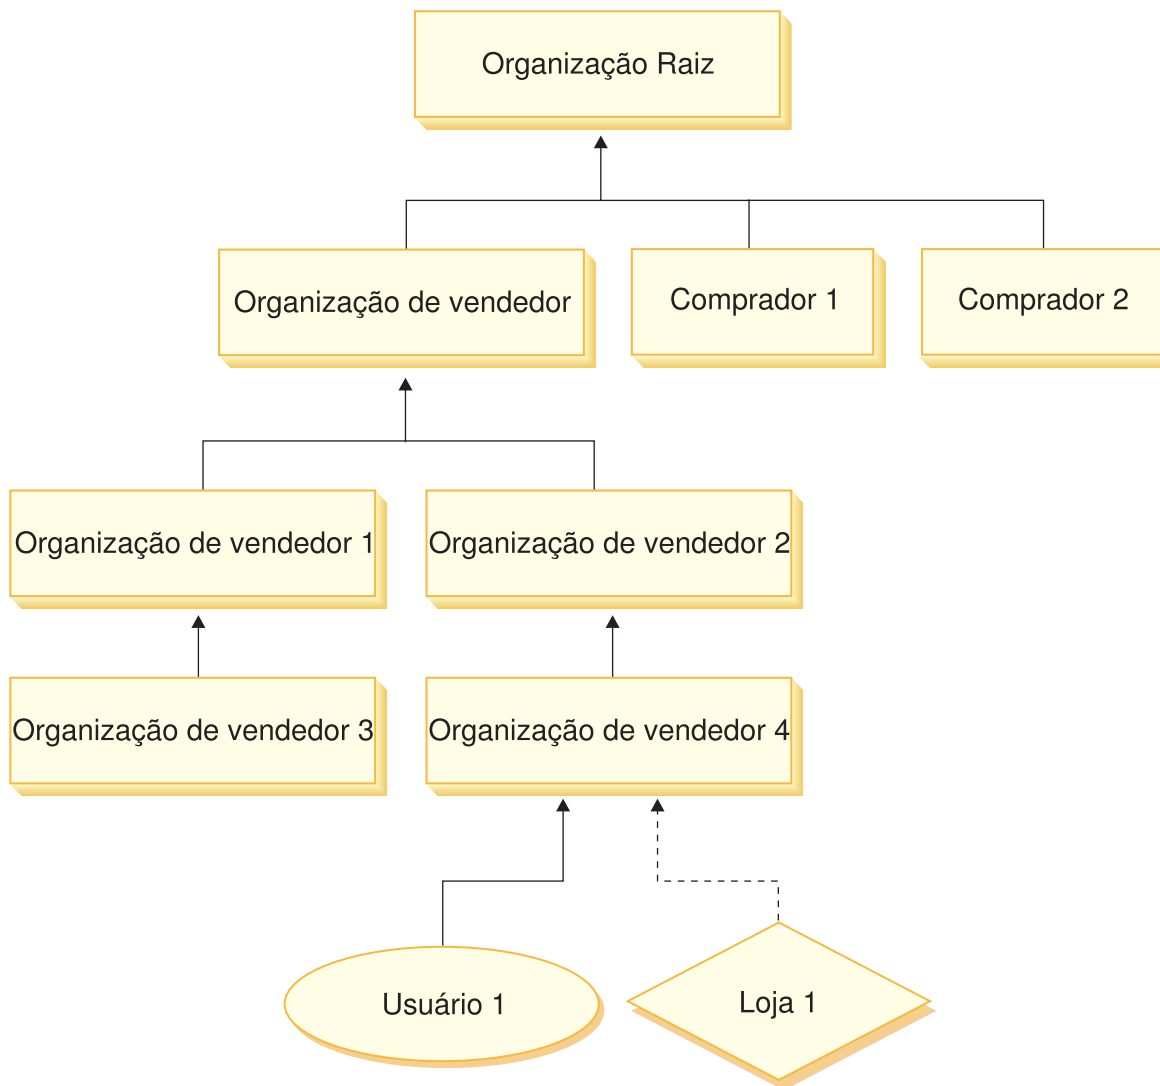 Organização Raiz
Organização de vendedor
Comprador 1
Comprador 2
Organização de vendedor 1
Organização de vendedor 2
Organização de vendedor 3
Organização de vendedor 4
Usuário 1
Loja 1